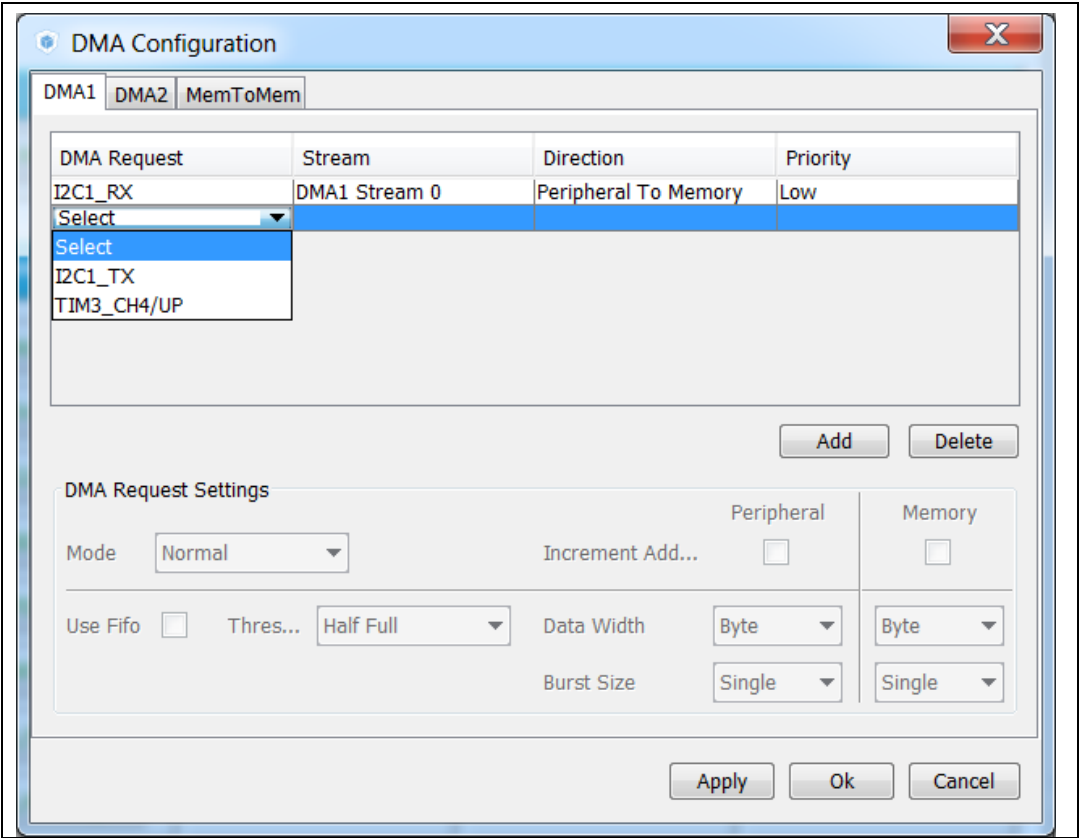 DMA Configuration
DMA1 DMA2 MemToMem
DMA Request Stream Direction Priority
I2C1_RX DMA1 Stream 0 Peripheral To Memory Low
Select
Select
I2C1_TX
TIM3_CH4/UP
Add Delete
DMA Request Settings
Peripheral Memory
Mode Normal Increment Add...
Use Fifo Thres... Half Full Data Width Byte Byte
Burst Size Single Single
Apply Ok Cancel